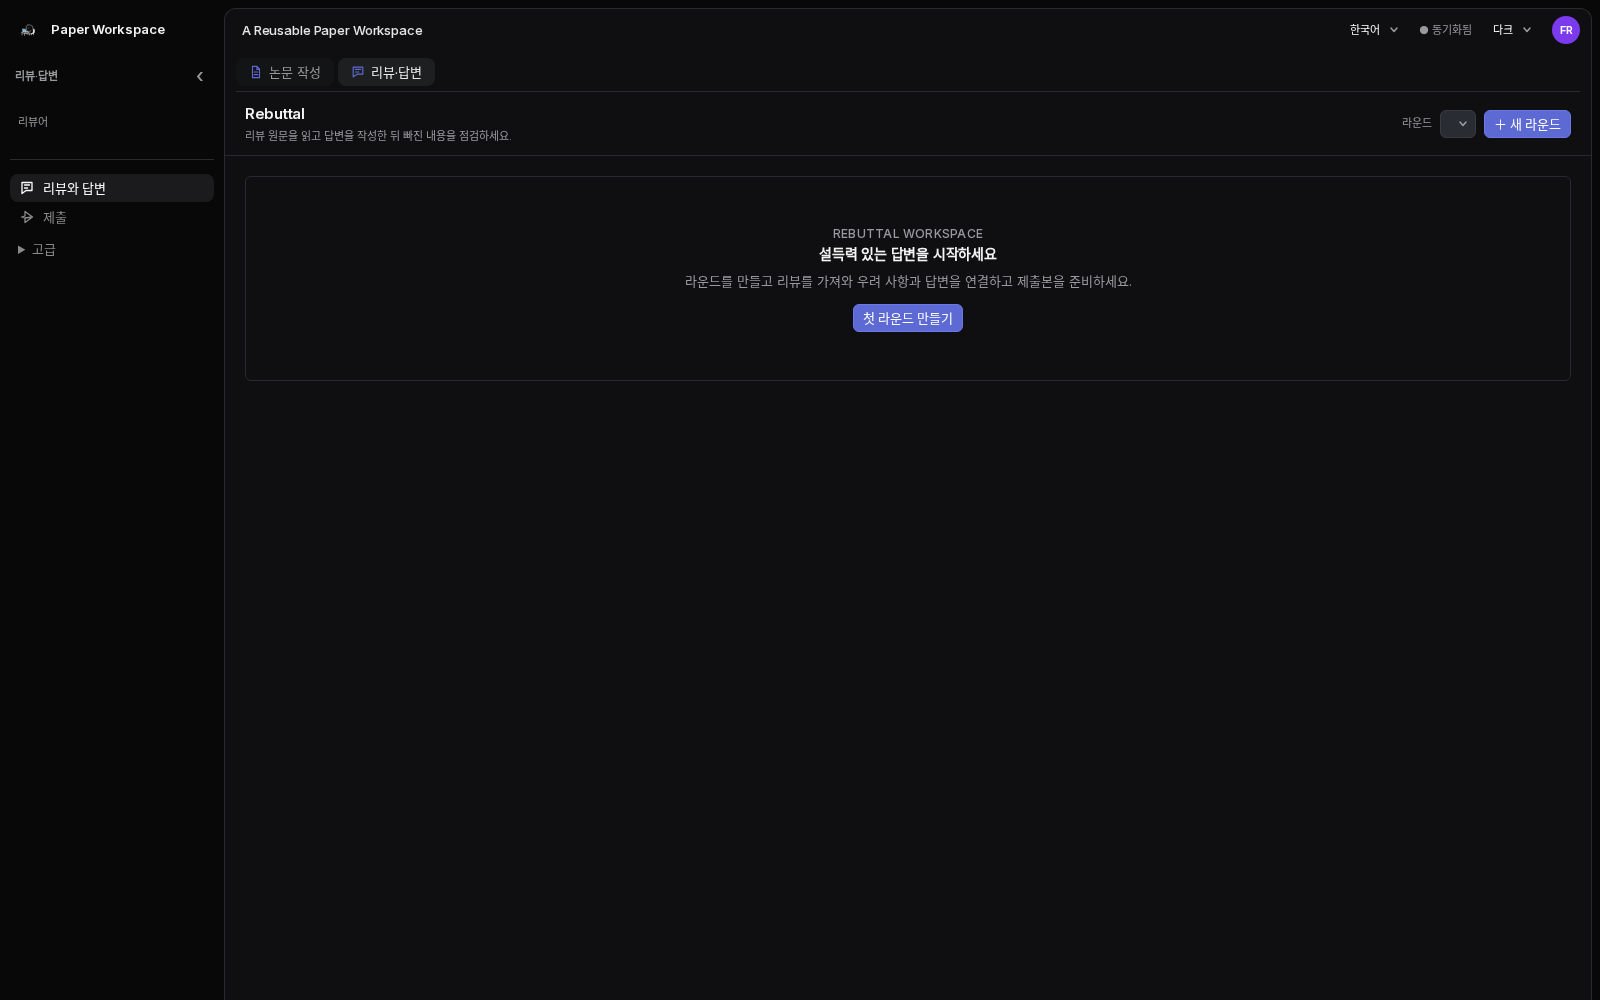 Paper Workspace
리뷰·답변
리뷰어
리뷰와 답변
제출
고급
A Reusable Paper Workspace
한국어
동기화됨
다크
FR
논문 작성
리뷰·답변
Rebuttal
리뷰 원문을 읽고 답변을 작성한 뒤 빠진 내용을 점검하세요.
라운드
+ 새 라운드
REBUTTAL WORKSPACE
설득력 있는 답변을 시작하세요
라운드를 만들고 리뷰를 가져와 우려 사항과 답변을 연결하고 제출본을 준비하세요.
첫 라운드 만들기